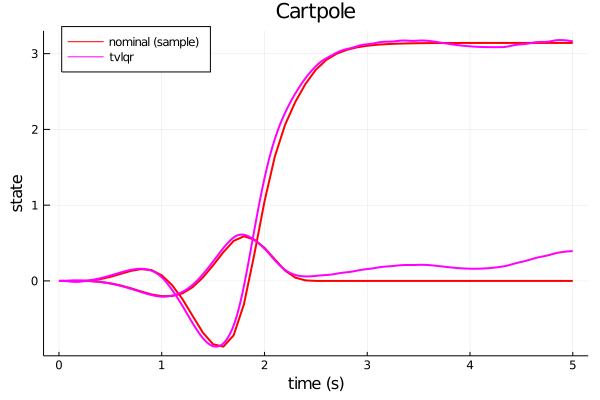 Cartpole
nominal (sample)
tvlqr
3
2
1
0
state
0 1 2 3 4 5
time (s)